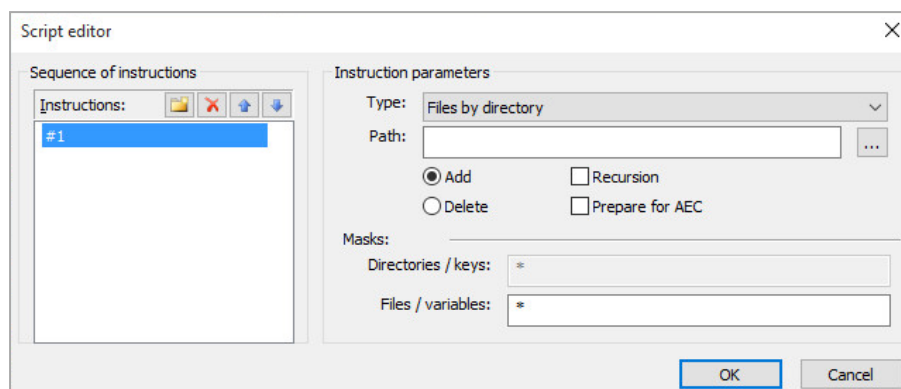 Script editor
Sequence of instructions
Instructions:
#1
Instruction parameters
Type: Files by directory
Path: ...
Add Recursion
Delete Prepare for AEC
Masks:
Directories / keys: *
Files / variables: *
OK Cancel